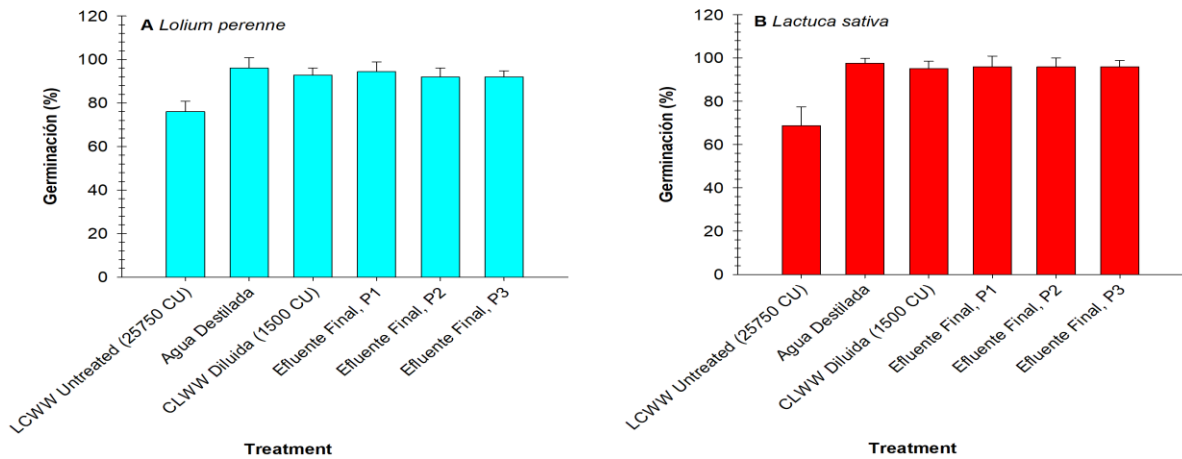 A Lolium perenne
Germinación (%)
120
100
80
60
40
20
0
LCWW Untreated (25750 CU)
Agua Destilada
CLWW Diluida (1500 CU)
Efluente Final, P1
Efluente Final, P2
Efluente Final, P3
Treatment
B Lactuca sativa
Germinación (%)
120
100
80
60
40
20
0
LCWW Untreated (25750 CU)
Agua Destilada
CLWW Diluida (1500 CU)
Efluente Final, P1
Efluente Final, P2
Efluente Final, P3
Treatment